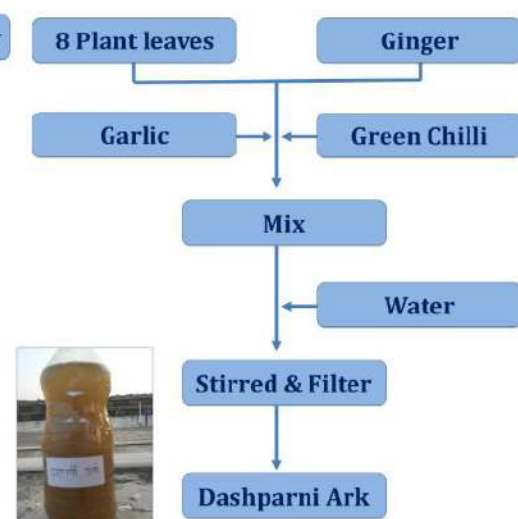 8 Plant leaves
Ginger
Garlic
Green Chilli
Mix
Water
Stirred & Filter
Dashparni Ark